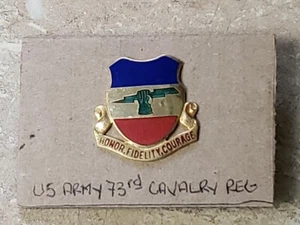 HONOR, FIDELITY, COURAGE
US ARMY 73rd CAVALRY REG